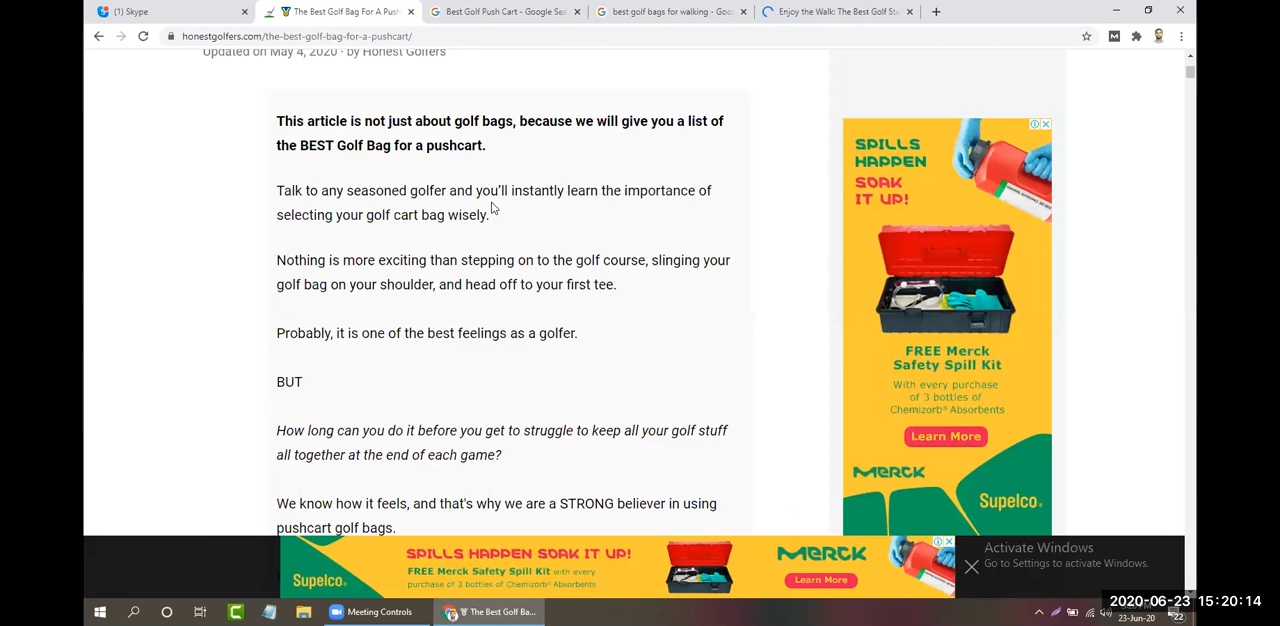 (1) Skype
The Best Golf Bag For A Push
Best Golf Push Cart - Google Sea
best golf bags for walking - Goo
Enjoy the Walk: The Best Golf Sta
honestgolfers.com/the-best-golf-bag-for-a-pushcart/
Updated on May 4, 2020 · by Honest Golfers
This article is not just about golf bags, because we will give you a list of
the BEST Golf Bag for a pushcart.
Talk to any seasoned golfer and you’ll instantly learn the importance of
selecting your golf cart bag wisely.
Nothing is more exciting than stepping on to the golf course, slinging your
golf bag on your shoulder, and head off to your first tee.
Probably, it is one of the best feelings as a golfer.
BUT
How long can you do it before you get to struggle to keep all your golf stuff
all together at the end of each game?
We know how it feels, and that's why we are a STRONG believer in using
pushcart golf bags.
SPILLS
HAPPEN
SOAK
IT UP!
FREE Merck
Safety Spill Kit
With every purchase
of 3 bottles of
Chemizorb® Absorbents
Learn More
MERCK
Supelco®
Supelco®
SPILLS HAPPEN SOAK IT UP!
FREE Merck Safety Spill Kit with every
purchase of 3 bottles of Chemizorb® Absorbents
MERCK
Learn More
Activate Windows
Go to Settings to activate Windows.
Meeting Controls
The Best Golf Ba...
2020-06-23 15:20:14
23-Jun-20
22